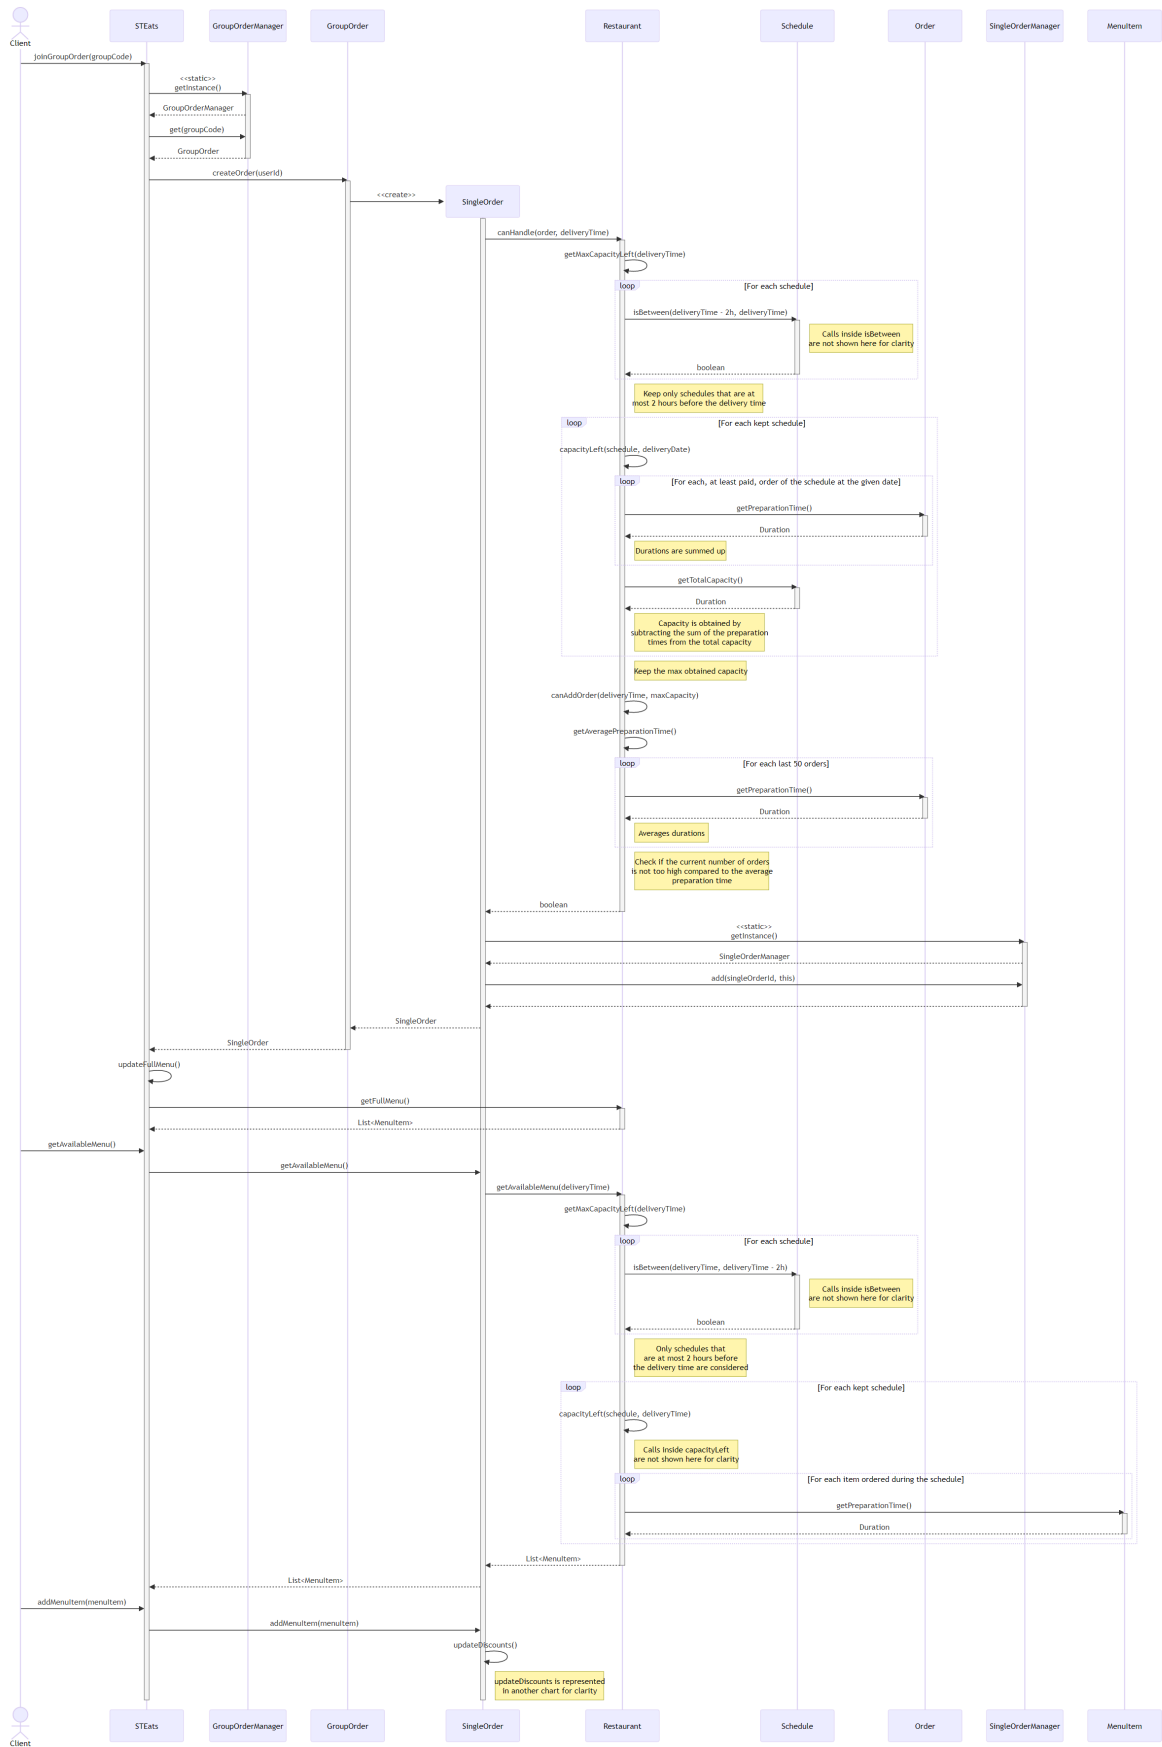 Client
STEats
GroupOrderManager
GroupOrder
Restaurant
Schedule
Order
SingleOrderManager
MenuItem
joinGroupOrder(groupCode)
<<static>>
getInstance()
GroupOrderManager
get(groupCode)
GroupOrder
createOrder(userId)
<<create>>
SingleOrder
canHandle(order, deliveryTime)
getMaxCapacityLeft(deliveryTime)
loop
[For each schedule]
isBetween(deliveryTime - 2h, deliveryTime)
Calls inside isBetween
are not shown here for clarity
boolean
Keep only schedules that are at
most 2 hours before the delivery time
loop
[For each kept schedule]
capacityLeft(schedule, deliveryDate)
loop
[For each, at least paid, order of the schedule at the given date]
getPreparationTime()
Duration
Durations are summed up
getTotalCapacity()
Duration
Capacity is obtained by
subtracting the sum of the preparation
times from the total capacity
Keep the max obtained capacity
canAddOrder(deliveryTime, maxCapacity)
getAveragePreparationTime()
loop
[For each last 50 orders]
getPreparationTime()
Duration
Averages durations
Check if the current number of orders
is not too high compared to the average
preparation time
boolean
<<static>>
getInstance()
SingleOrderManager
add(singleOrderId, this)
SingleOrder
SingleOrder
updateFullMenu()
getFullMenu()
List<MenuItem>
getAvailableMenu()
getAvailableMenu()
getAvailableMenu(deliveryTime)
getMaxCapacityLeft(deliveryTime)
loop
[For each schedule]
isBetween(deliveryTime, deliveryTime - 2h)
Calls inside isBetween
are not shown here for clarity
boolean
Only schedules that
are at most 2 hours before
the delivery time are considered
loop
[For each kept schedule]
capacityLeft(schedule, deliveryTime)
Calls inside capacityLeft
are not shown here for clarity
loop
[For each item ordered during the schedule]
getPreparationTime()
Duration
List<MenuItem>
List<MenuItem>
addMenuItem(menuItem)
addMenuItem(menuItem)
updateDiscounts()
updateDiscounts is represented
in another chart for clarity
Client
STEats
GroupOrderManager
GroupOrder
SingleOrder
Restaurant
Schedule
Order
SingleOrderManager
MenuItem